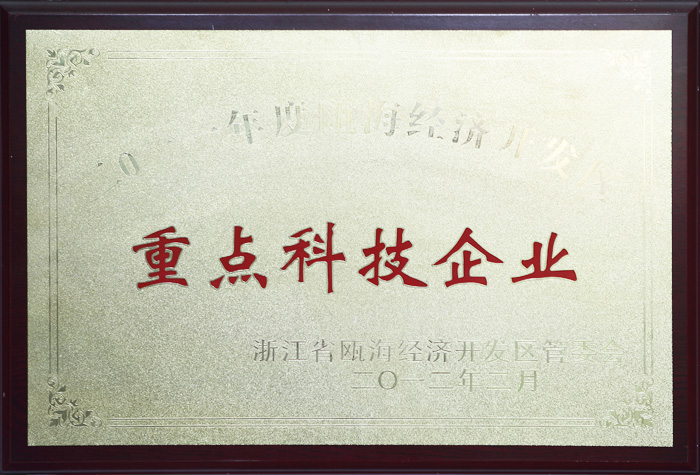 年度瓯海经济开发
重点科技企业
浙江省瓯海经济开发区管委会
二〇一二年二月